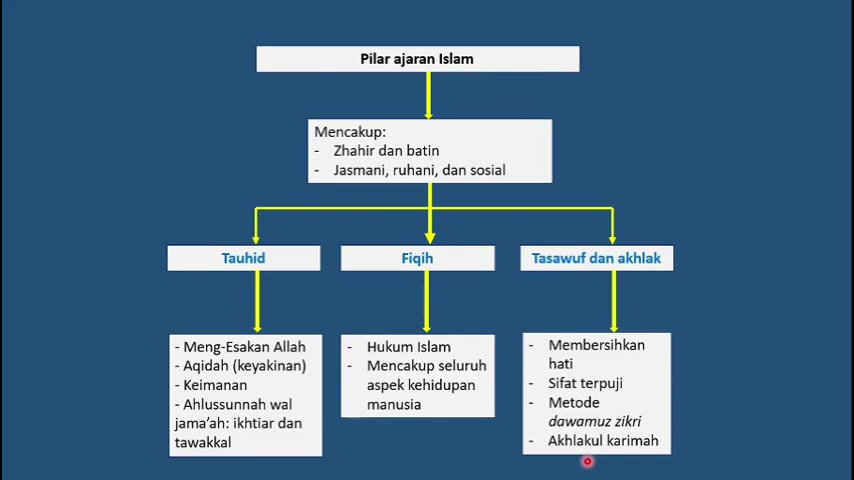 Pilar ajaran Islam
Mencakup:
- Zhahir dan batin
- Jasmani, ruhani, dan sosial
Tauhid
Fiqih
Tasawuf dan akhlak
- Meng-Esakan Allah
- Aqidah (keyakinan)
- Keimanan
- Ahlussunnah wal
jama'ah: ikhtiar dan
tawakkal
- Hukum Islam
- Mencakup seluruh
aspek kehidupan
manusia
- Membersihkan
hati
- Sifat terpuji
- Metode
dawamuz zikri
- Akhlakul karimah